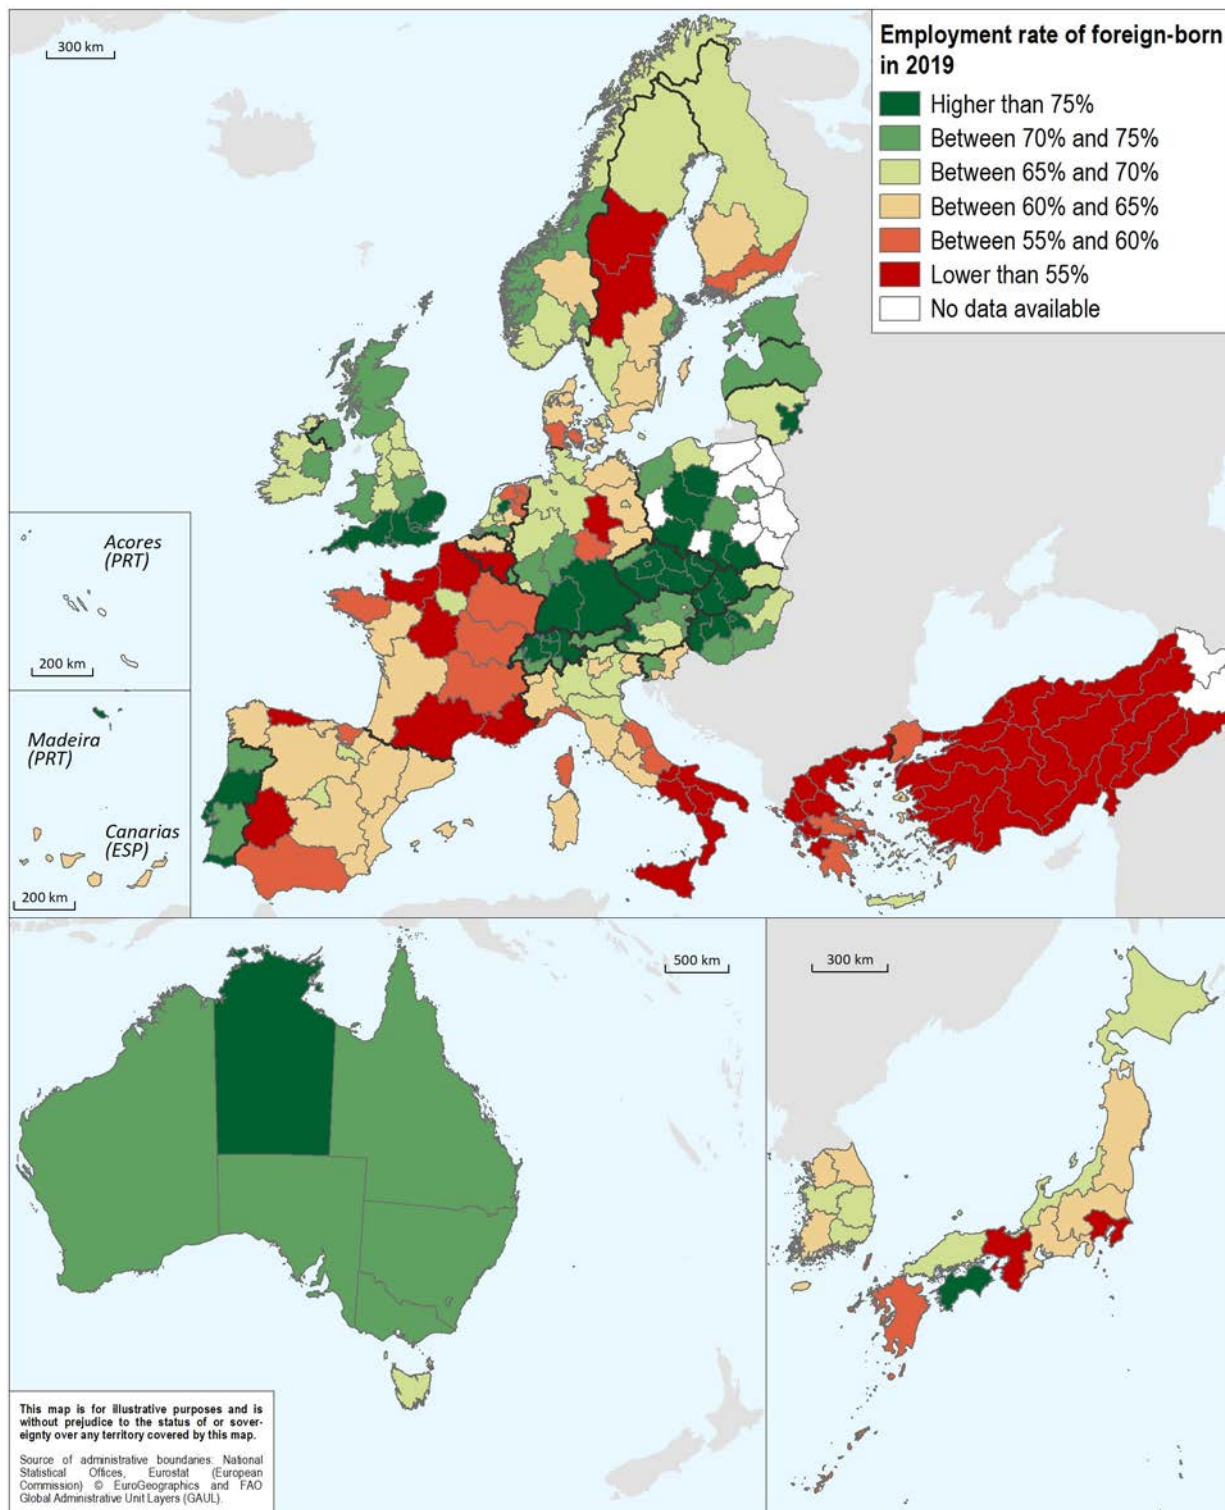 300 km
Employment rate of foreign-born
in 2019
Higher than 75%
Between 70% and 75%
Between 65% and 70%
Between 60% and 65%
Between 55% and 60%
Lower than 55%
No data available
Acores
(PRT)
200 km
Madeira
(PRT)
Canarias
(ESP)
200 km
500 km
300 km
This map is for illustrative purposes and is
without prejudice to the status of or sover-
eignty over any territory covered by this map.
Source of administrative boundaries: National
Statistical Offices, Eurostat (European
Commission) © EuroGeographics and FAO
Global Administrative Unit Layers (GAUL).